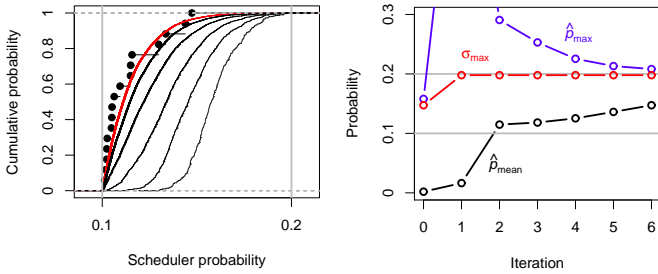 Cumulative probability
1
0.8
0.6
0.4
0.2
0
0.1
0.2
Scheduler probability
Probability
0.3
0.2
0.1
0
p̂max
σmax
p̂mean
0
1
2
3
4
5
6
Iteration